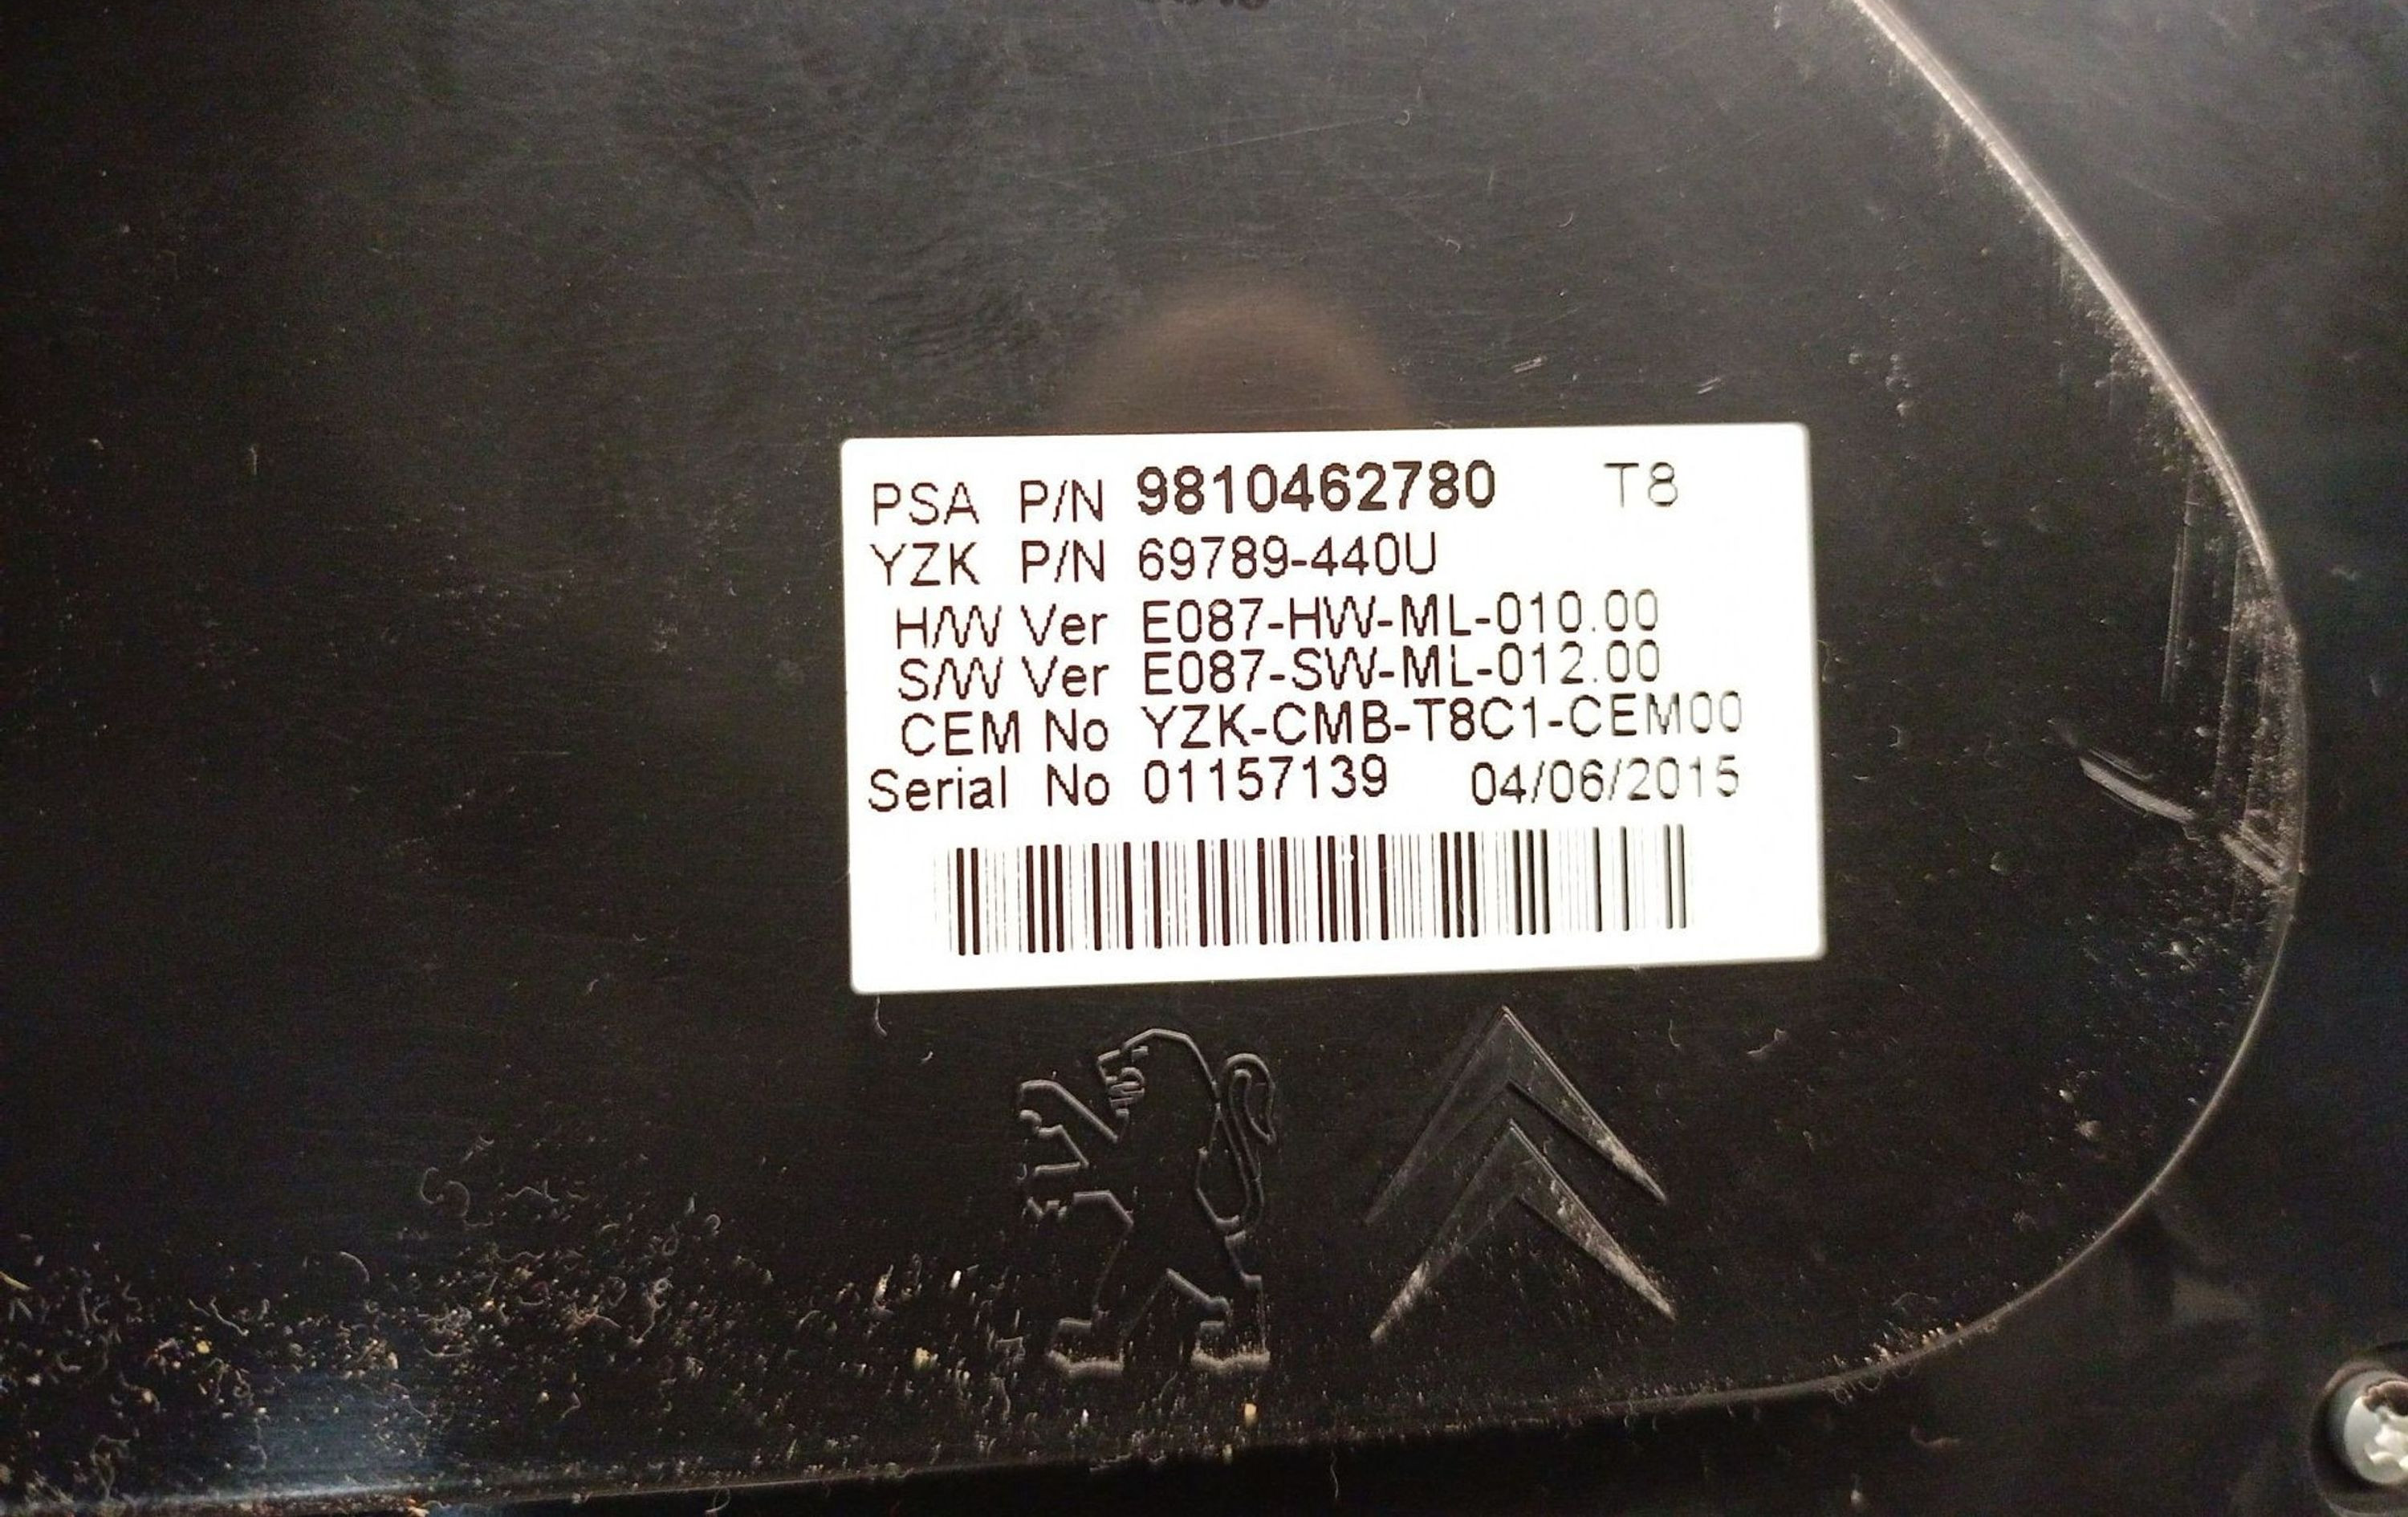 PSA P/N 9810462780 T8
YZK P/N 69789-440U
H/W Ver E087-HW-ML-010.00
S/W Ver E087-SW-ML-012.00
CEM No YZK-CMB-T8C1-CEM00
Serial No 01157139 04/06/2015